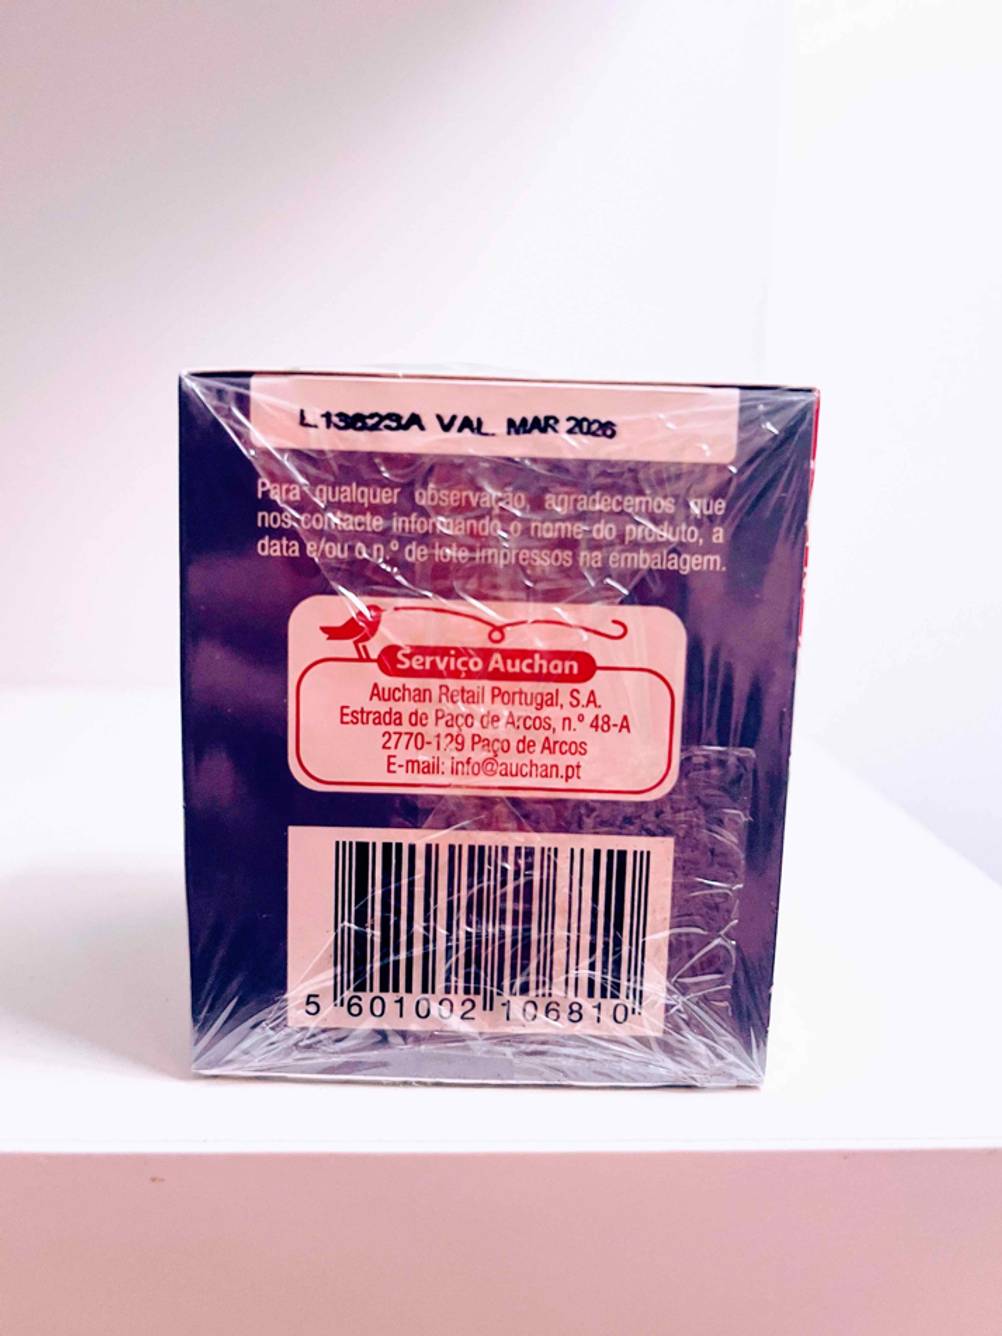 L.13823A VAL. MAR 2026
Para qualquer observação, agradecemos que
nos contacte informando o nome do produto, a
data e/ou o n.º de lote impressos na embalagem.
Serviço Auchan
Auchan Retail Portugal, S.A.
Estrada de Paço de Arcos, n.º 48-A
2770-129 Paço de Arcos
E-mail: info@auchan.pt
5 601002 106810